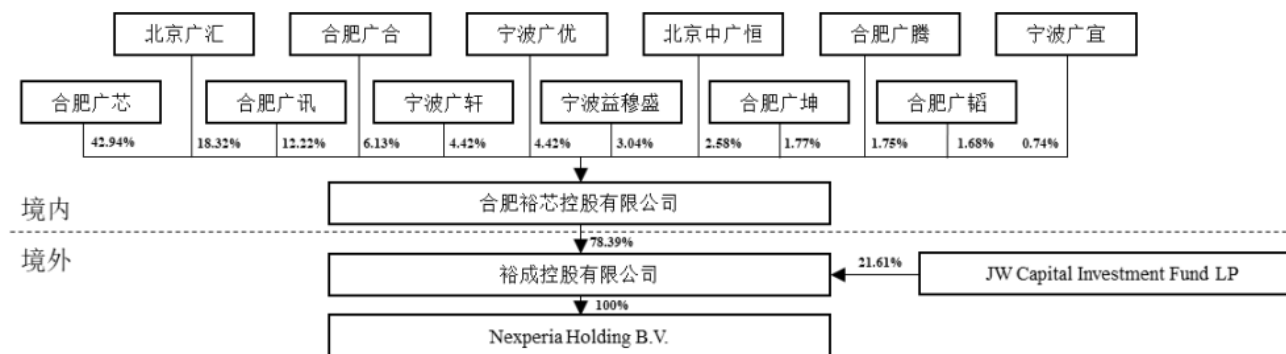 北京广汇
合肥广合
宁波广优
北京中广恒
合肥广腾
宁波广宜
合肥广芯
合肥广讯
宁波广轩
宁波益穆盛
合肥广坤
合肥广韬
42.94%
18.32%
12.22%
6.13%
4.42%
4.42%
3.04%
2.58%
1.77%
1.75%
1.68%
0.74%
合肥裕芯控股有限公司
境内
78.39%
境外
裕成控股有限公司
21.61%
JW Capital Investment Fund LP
100%
Nexperia Holding B.V.